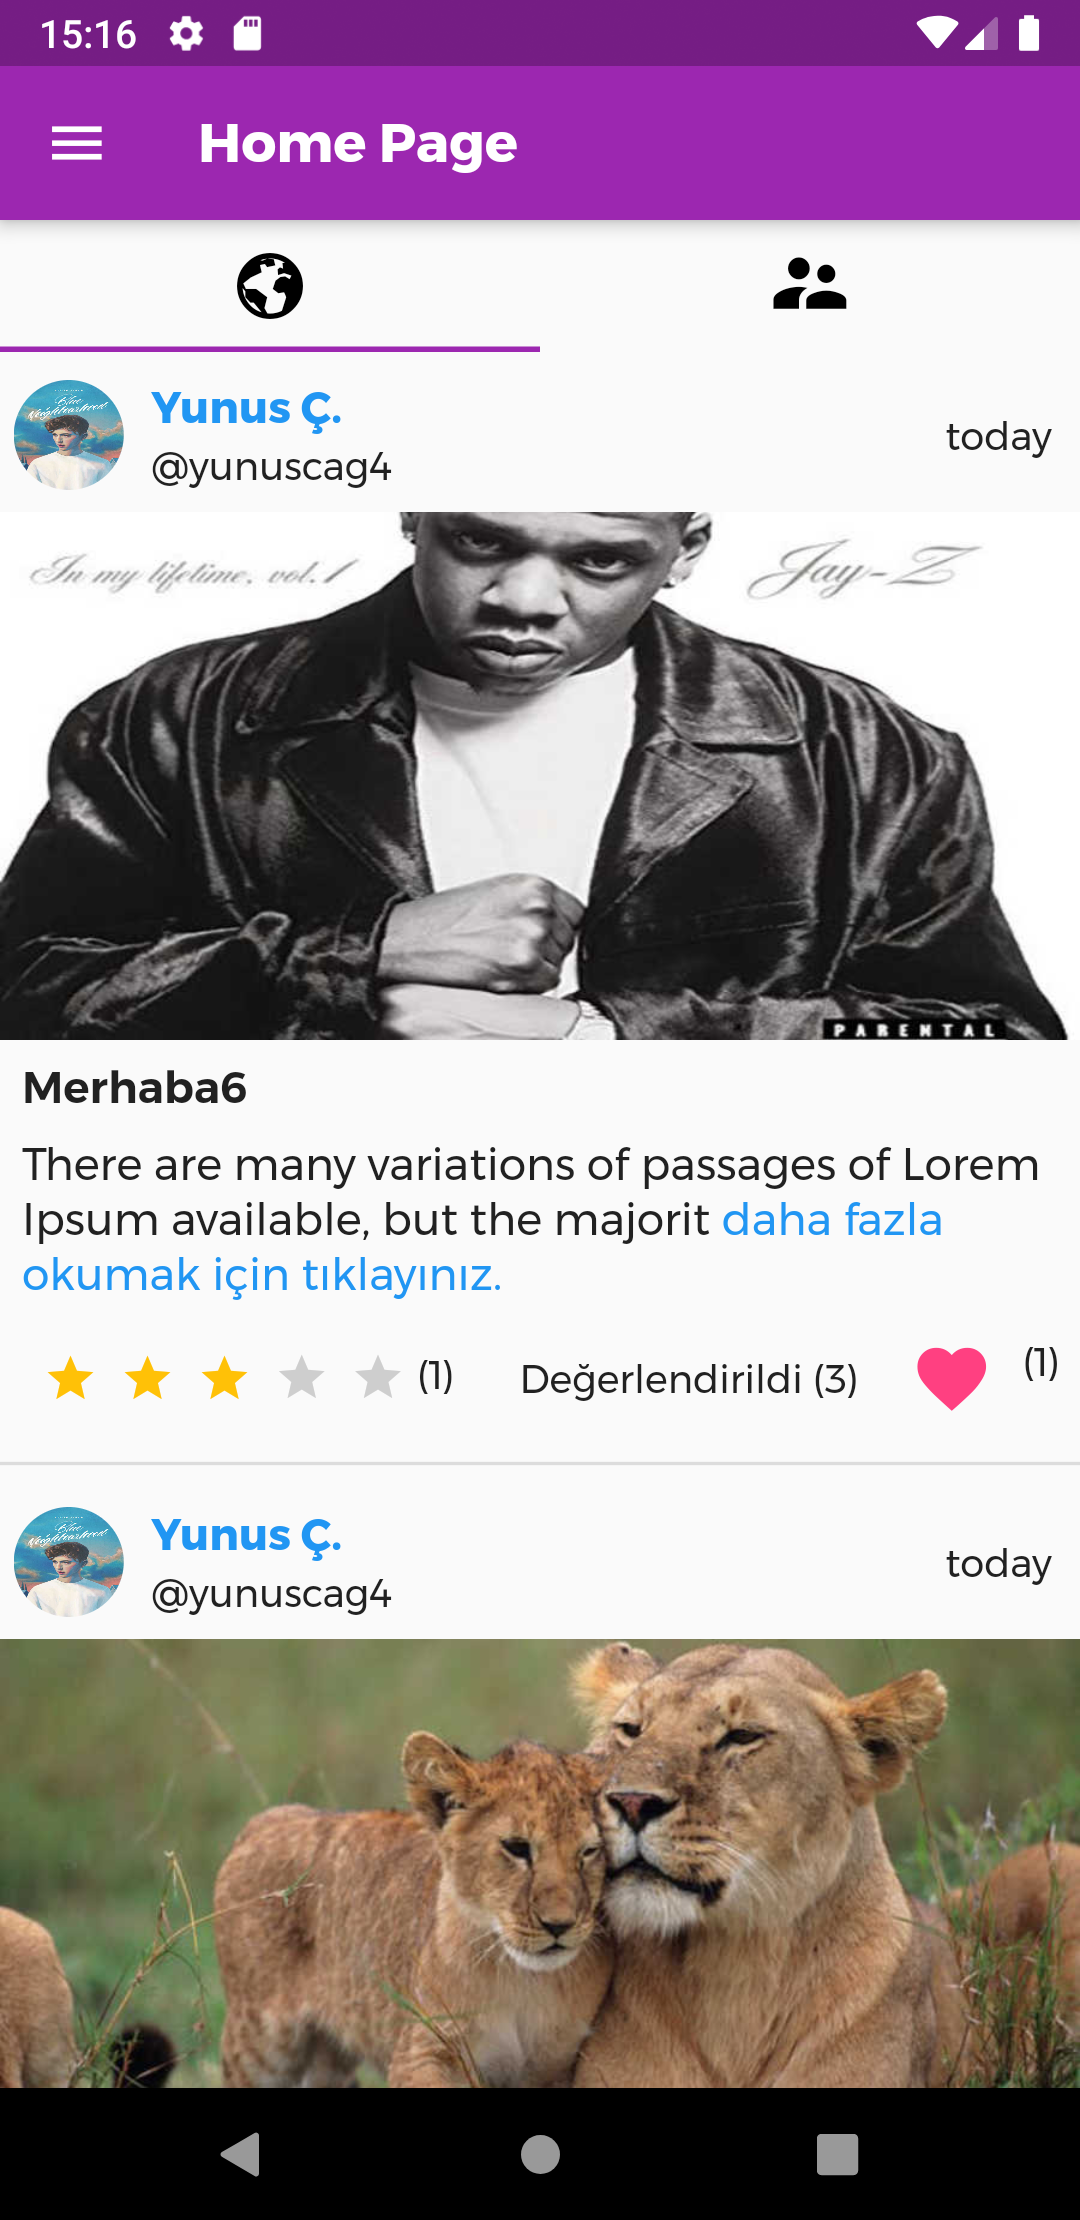 15:16
Home Page
Yunus Ç.
@yunuscag4
today
In my lifetime, vol.1
Jay-Z
PARENTAL
Merhaba6
There are many variations of passages of Lorem
Ipsum available, but the majorit daha fazla
okumak için tıklayınız.
(1) Değerlendirildi (3) (1)
Yunus Ç.
@yunuscag4
today